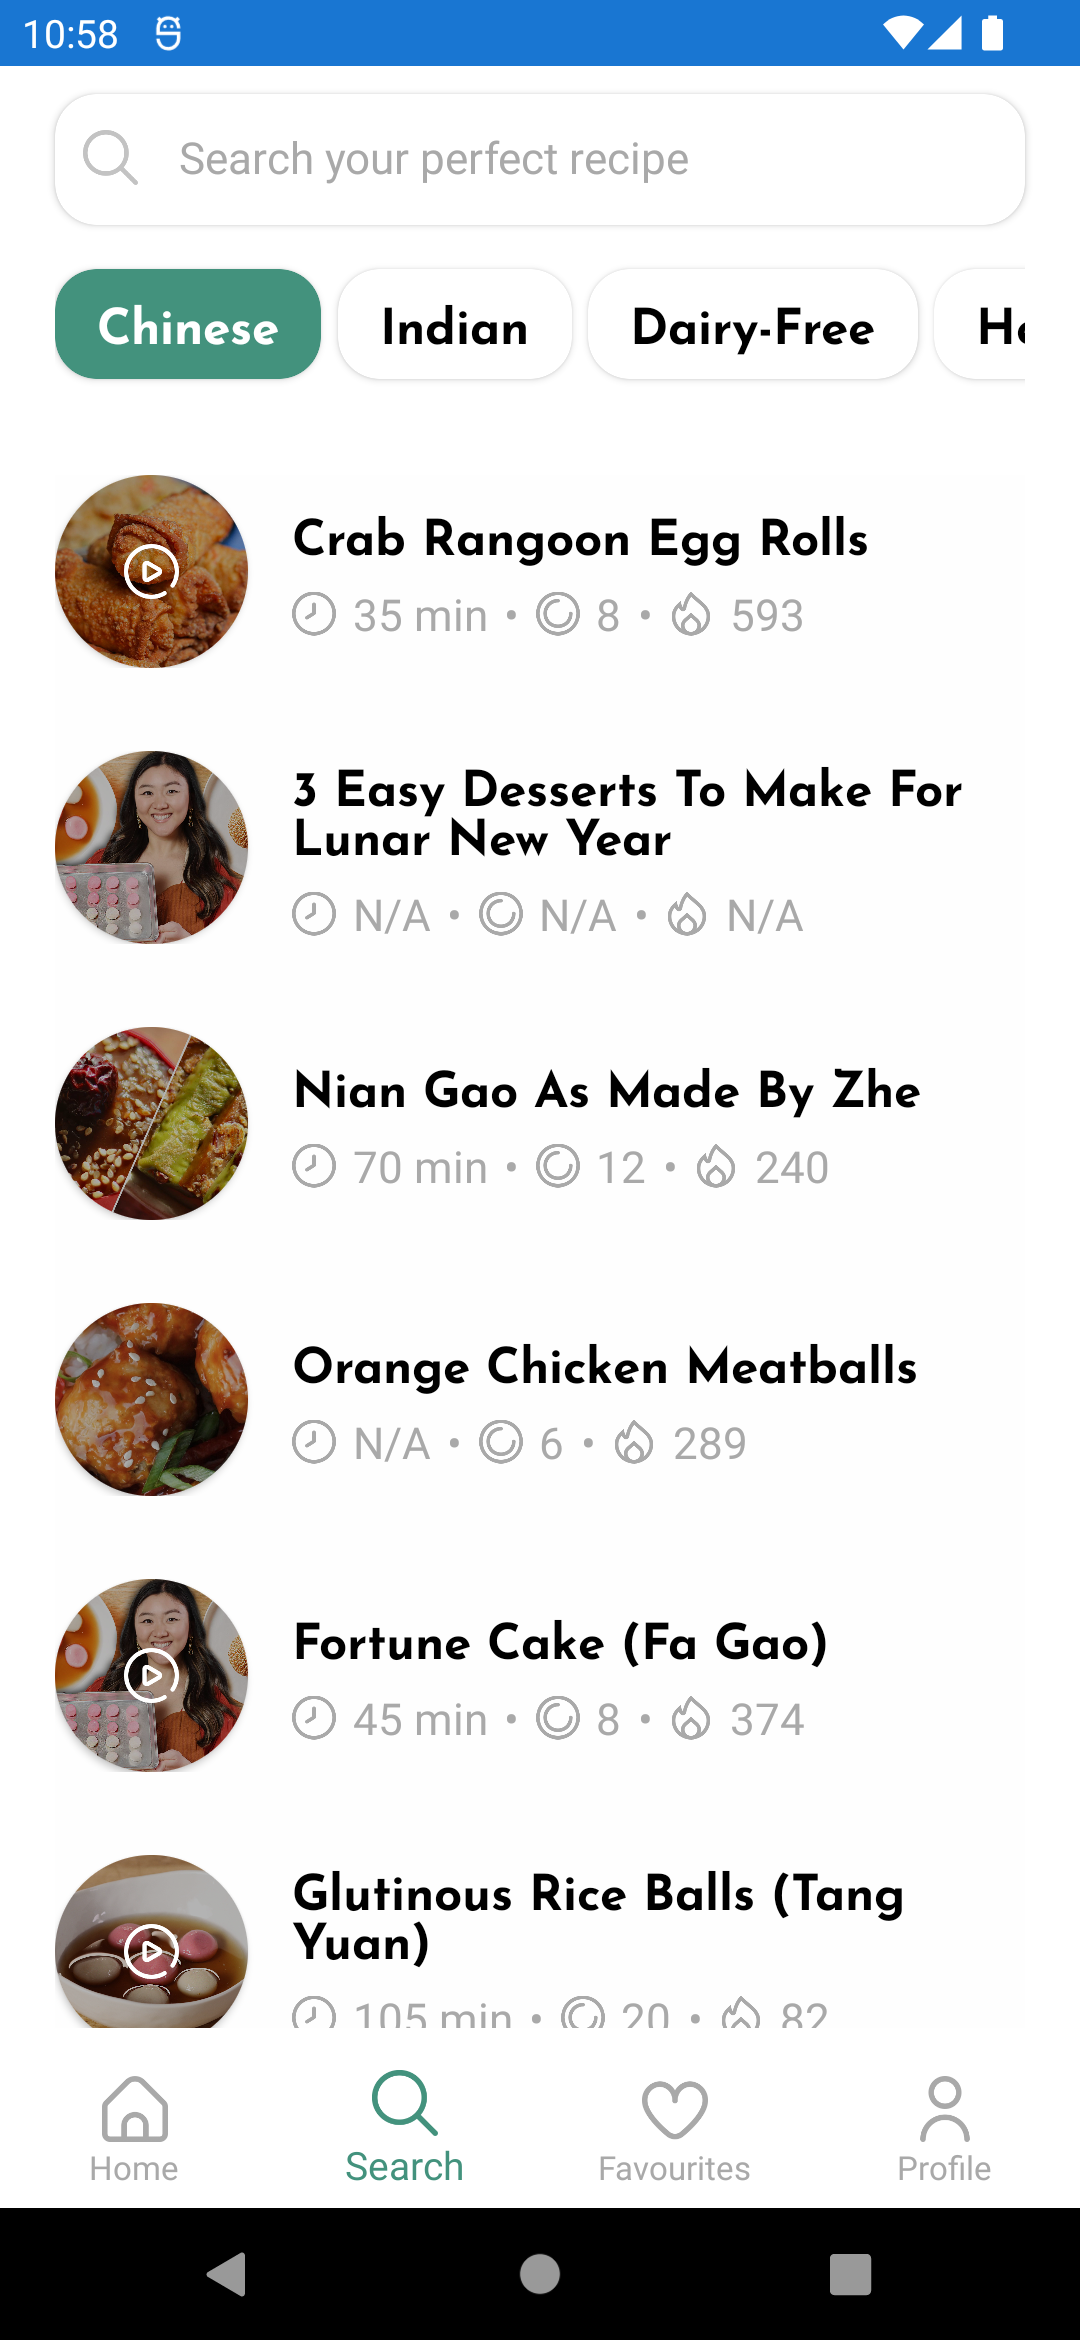 10:58
Search your perfect recipe
Chinese Indian Dairy-Free
Crab Rangoon Egg Rolls
35 min • 8 • 593
3 Easy Desserts To Make For
Lunar New Year
N/A • N/A • N/A
Nian Gao As Made By Zhe
70 min • 12 • 240
Orange Chicken Meatballs
N/A • 6 • 289
Fortune Cake (Fa Gao)
45 min • 8 • 374
Glutinous Rice Balls (Tang
Yuan)
105 min • 20 • 82
Home Search Favourites Profile